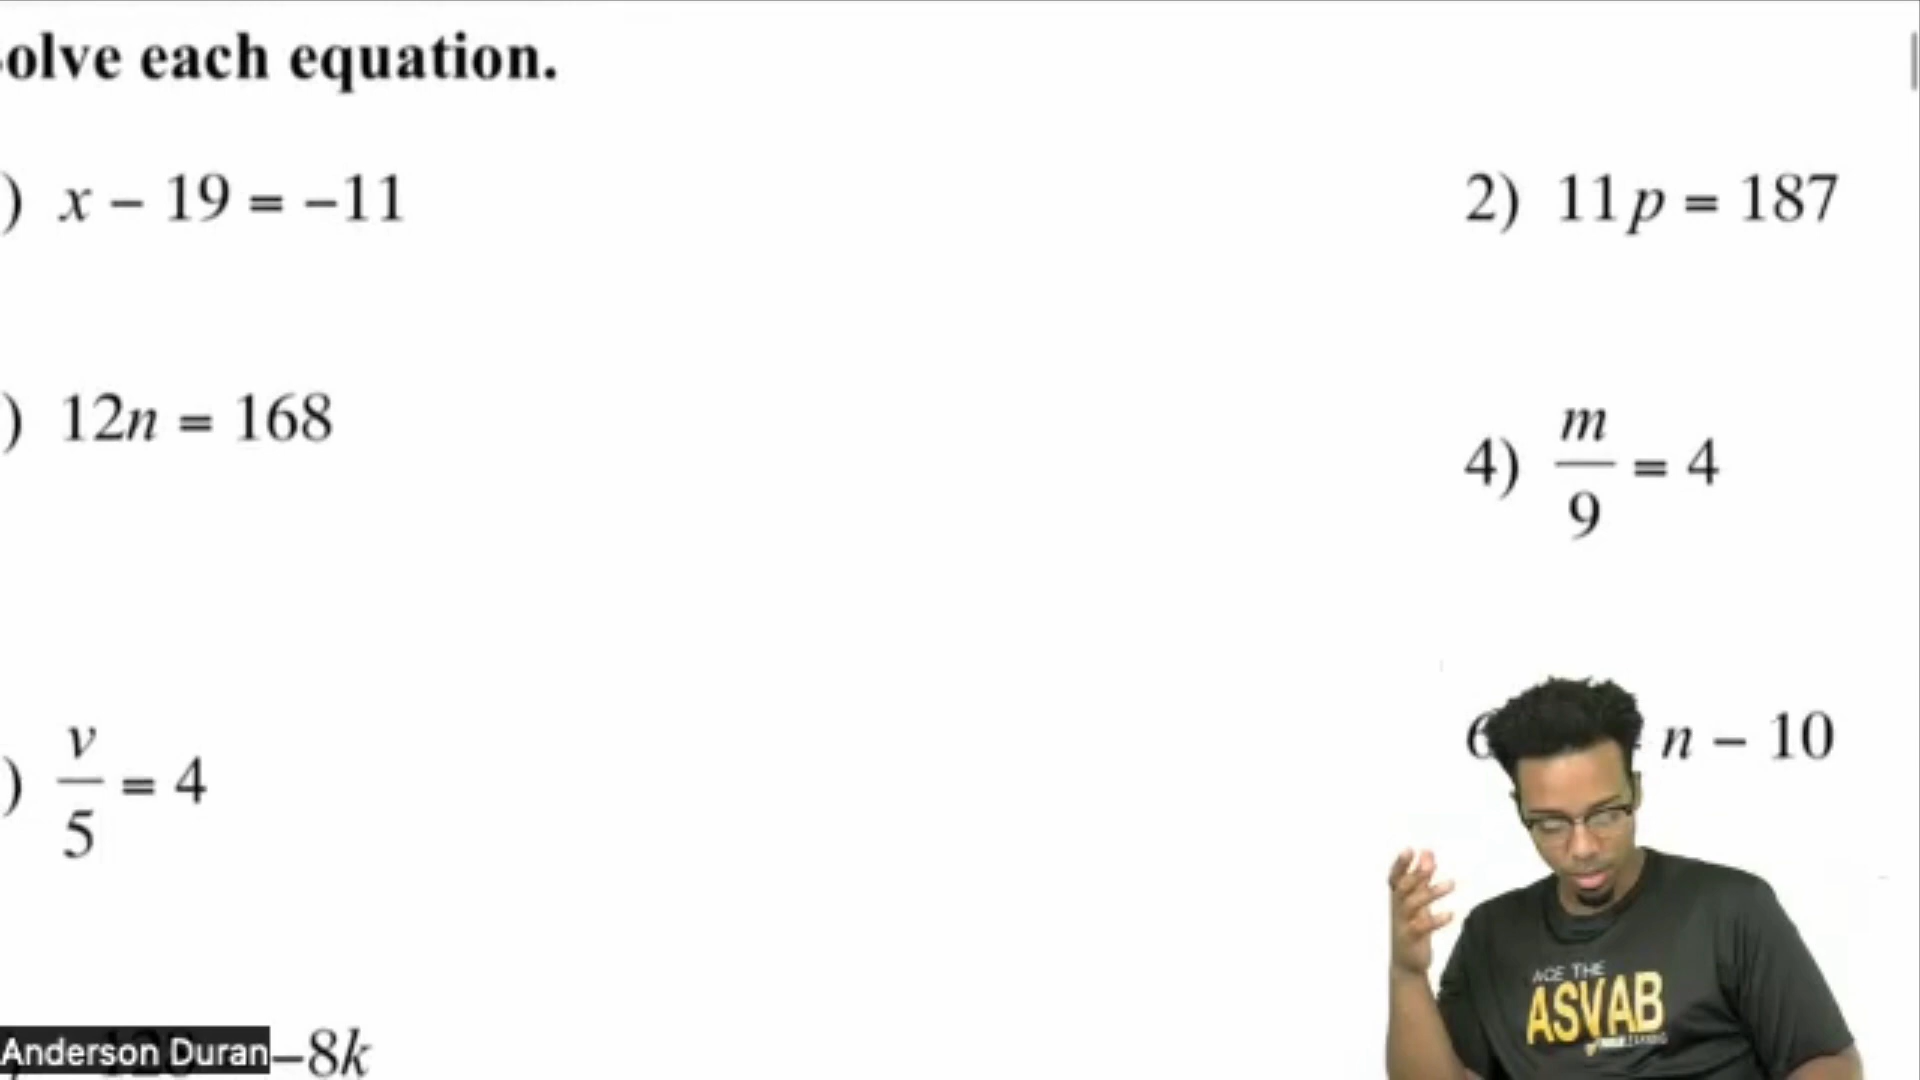 olve each equation.
) x − 19 = −11
2) 11p = 187
) 12n = 168
4) m/9 = 4
) v/5 = 4
n − 10
−8k
Anderson Duran
ACE THE
ASVAB